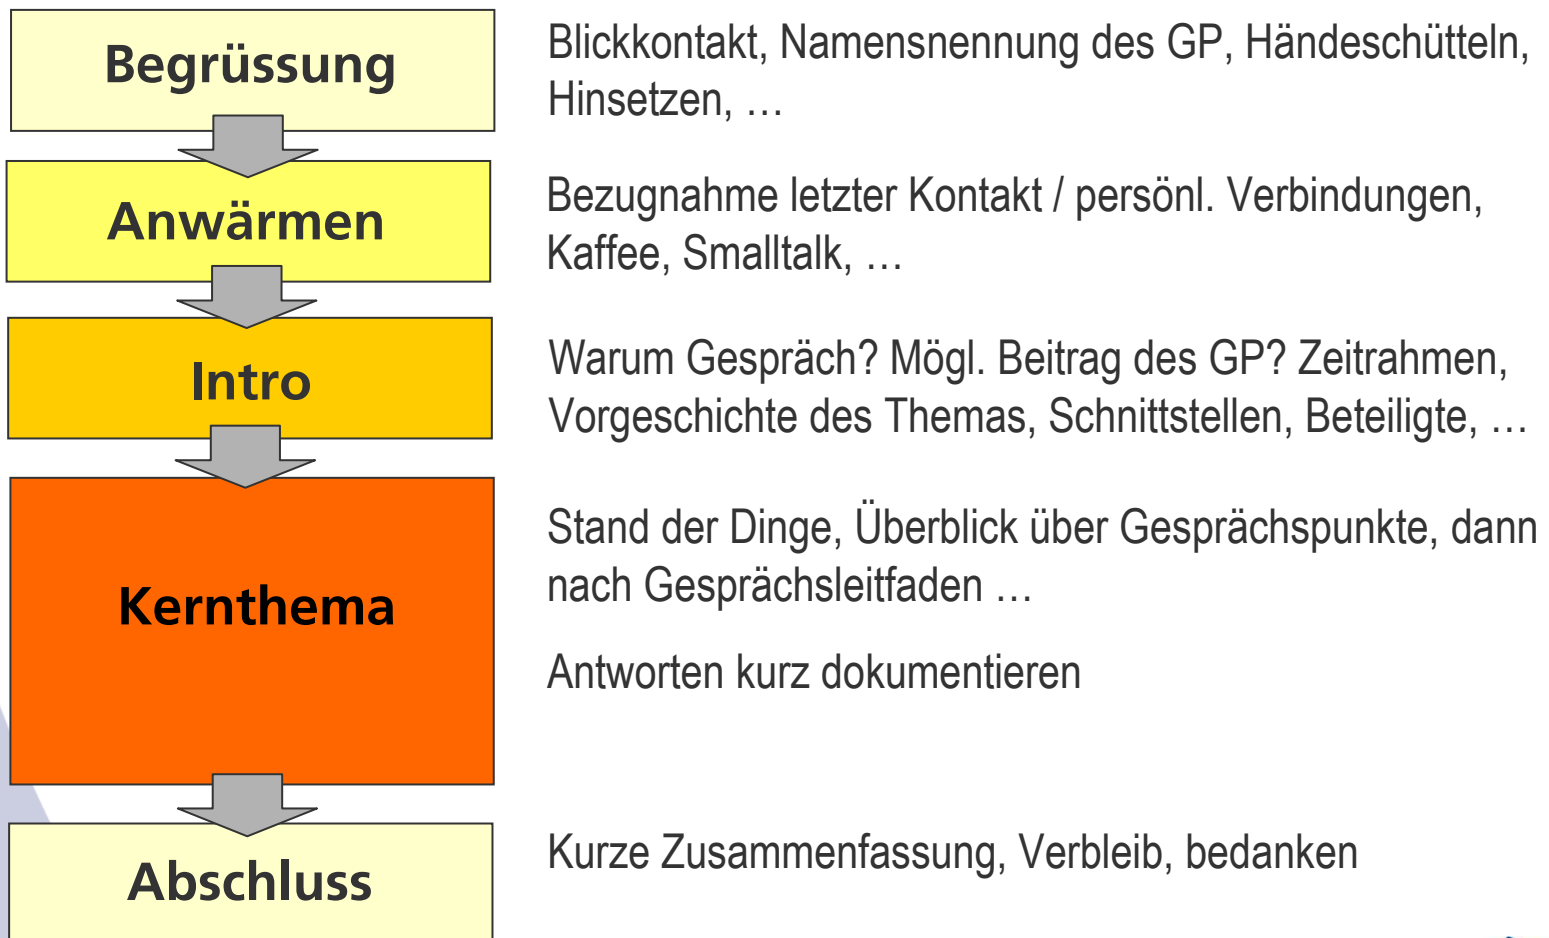 Begrüssung
Blickkontakt, Namensnennung des GP, Händeschütteln,
Hinsetzen, …
Anwärmen
Bezugnahme letzter Kontakt / persönl. Verbindungen,
Kaffee, Smalltalk, …
Intro
Warum Gespräch? Mögl. Beitrag des GP? Zeitrahmen,
Vorgeschichte des Themas, Schnittstellen, Beteiligte, …
Kernthema
Stand der Dinge, Überblick über Gesprächspunkte, dann
nach Gesprächsleitfaden …
Antworten kurz dokumentieren
Abschluss
Kurze Zusammenfassung, Verbleib, bedanken